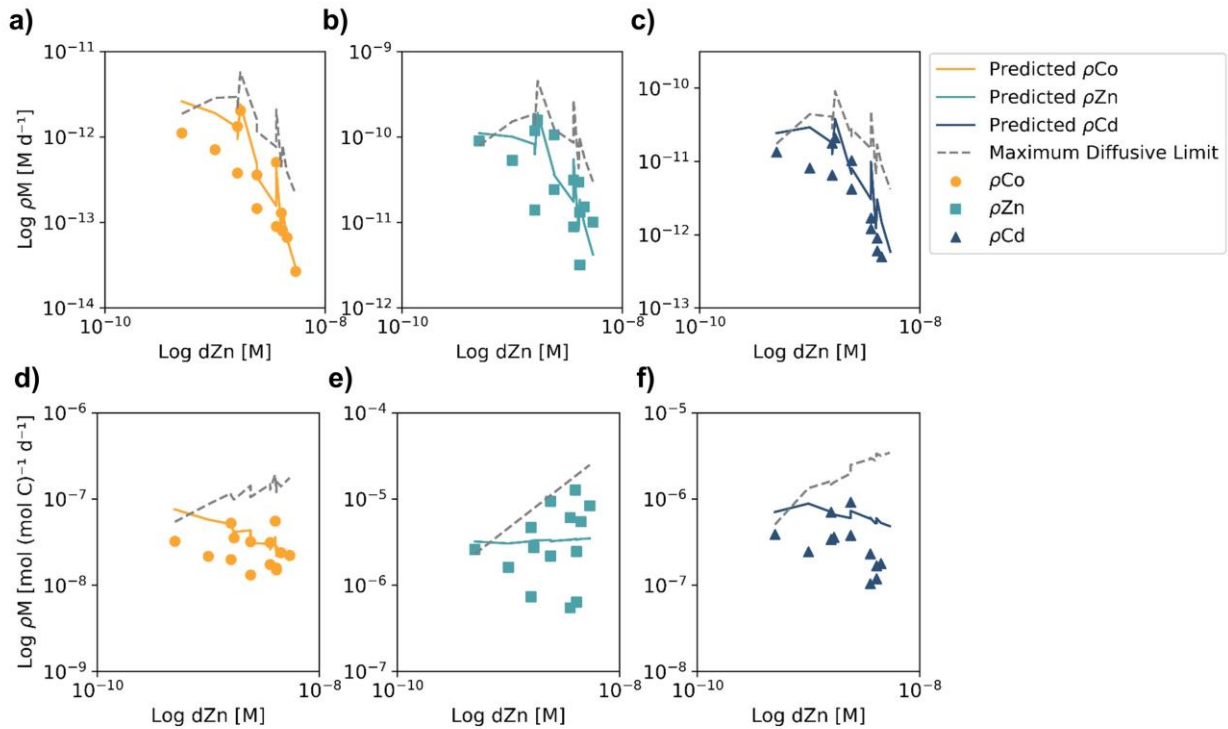 a)
b)
c)
10⁻¹¹
10⁻¹²
10⁻¹³
10⁻¹⁴
Log ρM [M d⁻¹]
10⁻¹⁰
10⁻⁸
Log dZn [M]
10⁻⁹
10⁻¹⁰
10⁻¹¹
10⁻¹²
10⁻¹⁰
10⁻⁸
Log dZn [M]
10⁻¹⁰
10⁻¹¹
10⁻¹²
10⁻¹³
10⁻¹⁰
10⁻⁸
Log dZn [M]
Predicted ρCo
Predicted ρZn
Predicted ρCd
Maximum Diffusive Limit
ρCo
ρZn
ρCd
d)
e)
f)
10⁻⁶
10⁻⁷
10⁻⁸
10⁻⁹
Log ρM [mol (mol C)⁻¹ d⁻¹]
10⁻¹⁰
10⁻⁸
Log dZn [M]
10⁻⁴
10⁻⁵
10⁻⁶
10⁻⁷
10⁻¹⁰
10⁻⁸
Log dZn [M]
10⁻⁵
10⁻⁶
10⁻⁷
10⁻⁸
10⁻¹⁰
10⁻⁸
Log dZn [M]